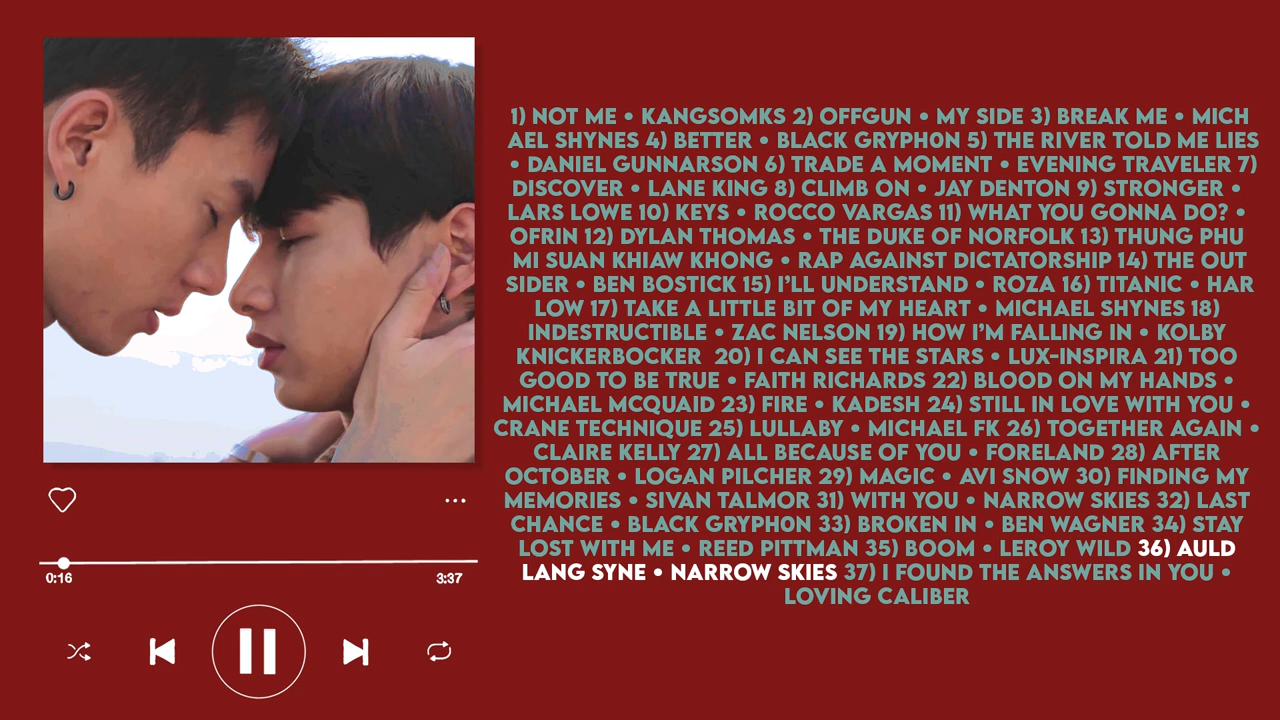 1) NOT ME • KANGSOMKS 2) OFFGUN • MY SIDE 3) BREAK ME • MICH
AEL SHYNES 4) BETTER • BLACK GRYPH0N 5) THE RIVER TOLD ME LIES
• DANIEL GUNNARSON 6) TRADE A MOMENT • EVENING TRAVELER 7)
DISCOVER • LANE KING 8) CLIMB ON • JAY DENTON 9) STRONGER •
LARS LOWE 10) KEYS • ROCCO VARGAS 11) WHAT YOU GONNA DO? •
OFRIN 12) DYLAN THOMAS • THE DUKE OF NORFOLK 13) THUNG PHU
MI SUAN KHIAW KHONG • RAP AGAINST DICTATORSHIP 14) THE OUT
SIDER • BEN BOSTICK 15) I'LL UNDERSTAND • ROZA 16) TITANIC • HAR
LOW 17) TAKE A LITTLE BIT OF MY HEART • MICHAEL SHYNES 18)
INDESTRUCTIBLE • ZAC NELSON 19) HOW I'M FALLING IN • KOLBY
KNICKERBOCKER 20) I CAN SEE THE STARS • LUX-INSPIRA 21) TOO
GOOD TO BE TRUE • FAITH RICHARDS 22) BLOOD ON MY HANDS •
MICHAEL MCQUAID 23) FIRE • KADESH 24) STILL IN LOVE WITH YOU •
CRANE TECHNIQUE 25) LULLABY • MICHAEL FK 26) TOGETHER AGAIN •
CLAIRE KELLY 27) ALL BECAUSE OF YOU • FORELAND 28) AFTER
OCTOBER • LOGAN PILCHER 29) MAGIC • AVI SNOW 30) FINDING MY
MEMORIES • SIVAN TALMOR 31) WITH YOU • NARROW SKIES 32) LAST
CHANCE • BLACK GRYPH0N 33) BROKEN IN • BEN WAGNER 34) STAY
LOST WITH ME • REED PITTMAN 35) BOOM • LEROY WILD 36) AULD
LANG SYNE • NARROW SKIES 37) I FOUND THE ANSWERS IN YOU •
LOVING CALIBER
0:16
3:37